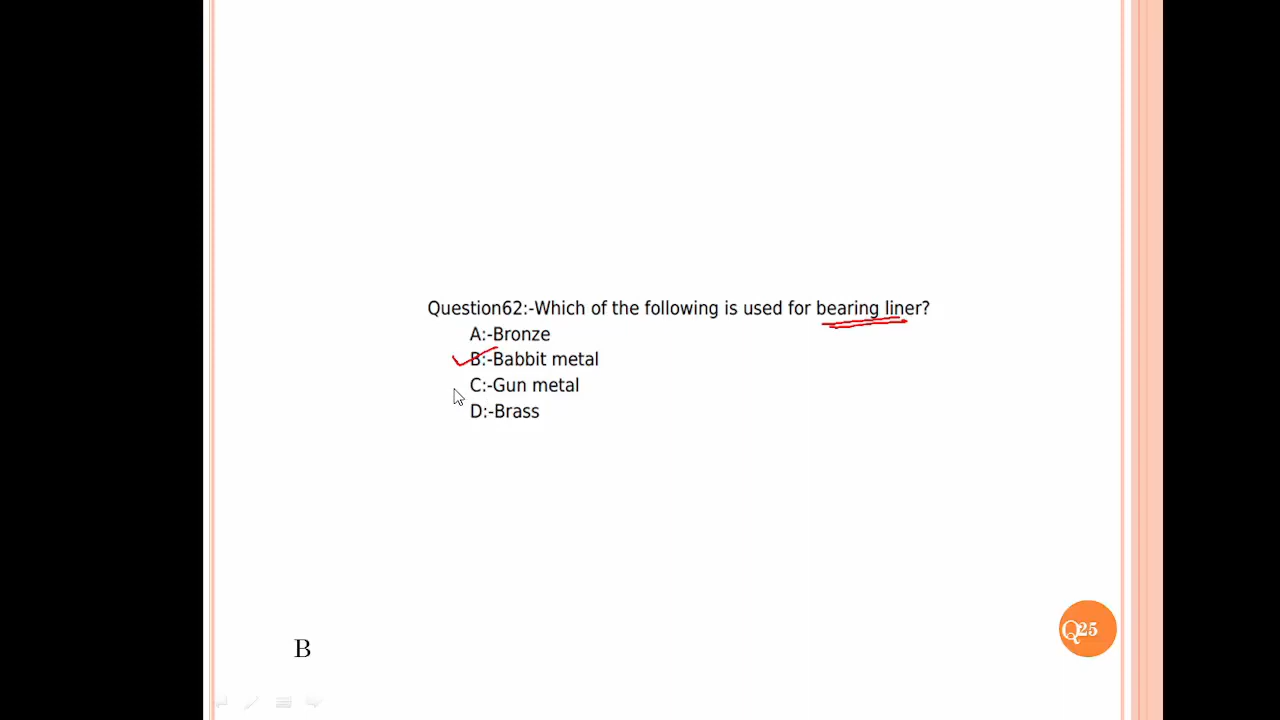 Question62:-Which of the following is used for bearing liner?
A:-Bronze
B:-Babbit metal
C:-Gun metal
D:-Brass
Q25
B